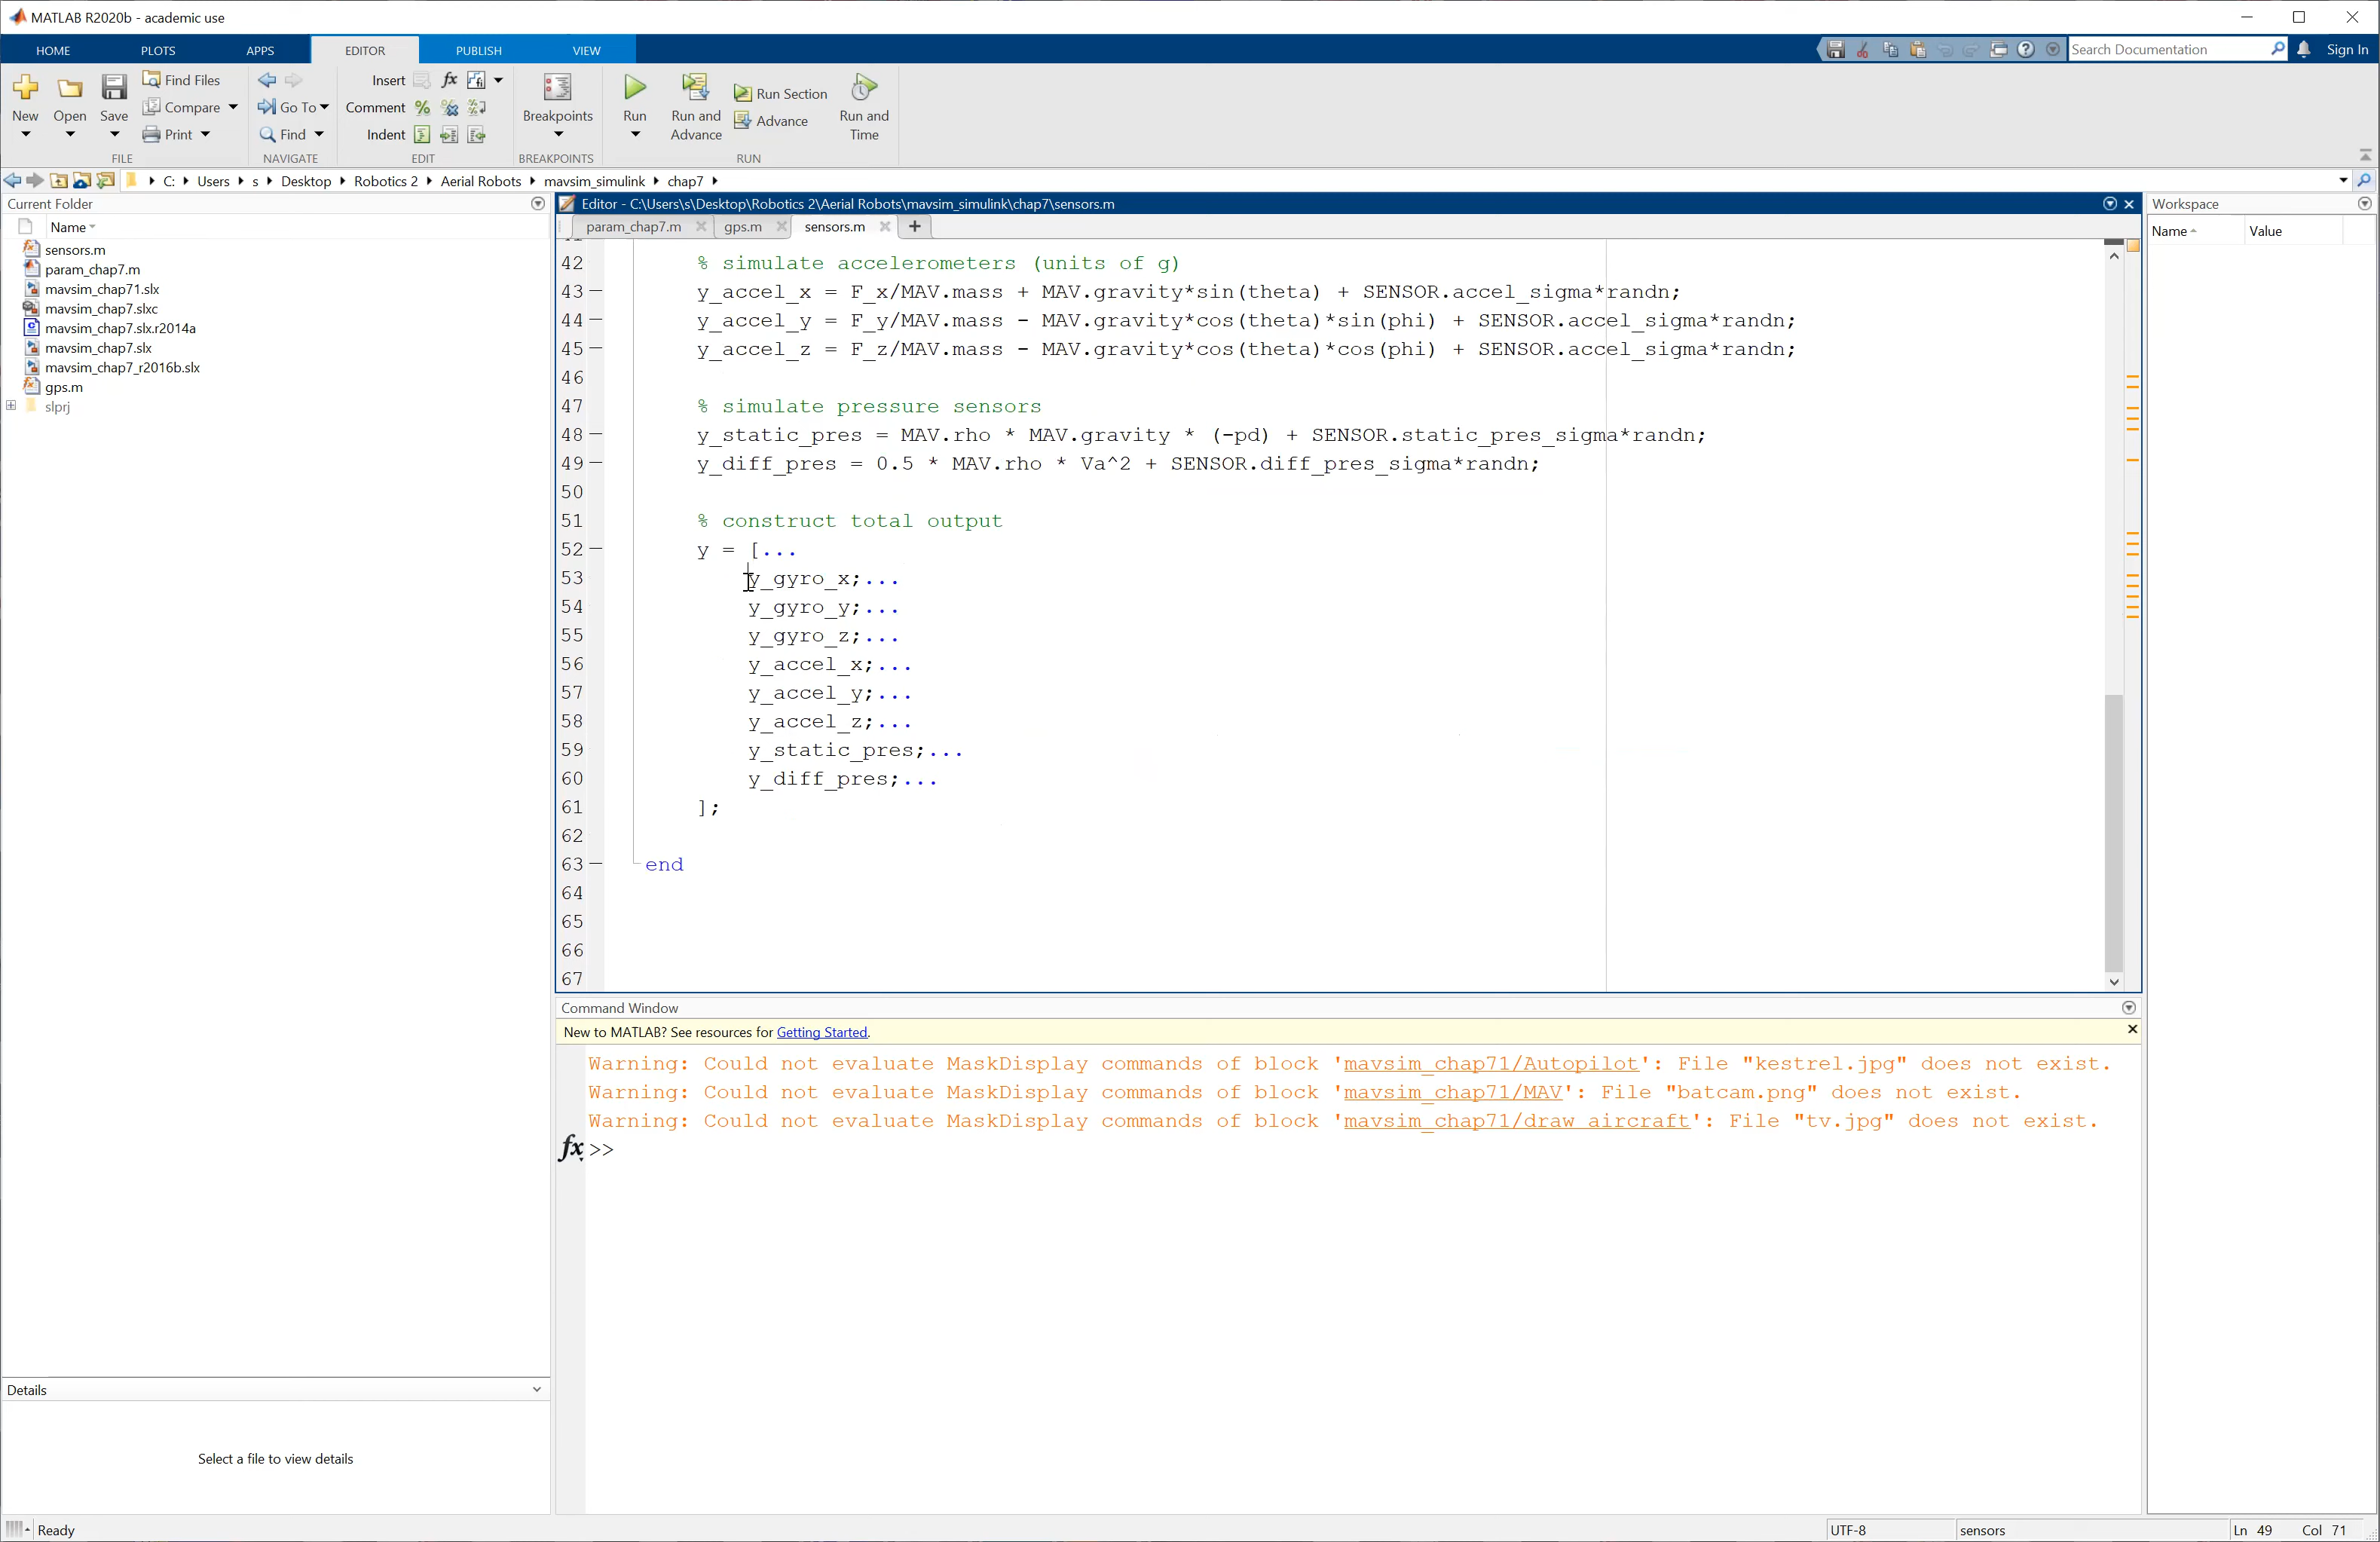 MATLAB R2020b - academic use
HOME PLOTS APPS EDITOR PUBLISH VIEW Search Documentation Sign In
New Open Save Find Files Compare Print Go To Find Insert Comment Indent Breakpoints Run Run and Advance Run Section Advance Run and Time
FILE NAVIGATE EDIT BREAKPOINTS RUN
C: Users s Desktop Robotics 2 Aerial Robots mavsim_simulink chap7
Current Folder
Name
sensors.m
param_chap7.m
mavsim_chap71.slx
mavsim_chap7.slxc
mavsim_chap7.slx.r2014a
mavsim_chap7.slx
mavsim_chap7_r2016b.slx
gps.m
slprj
Details
Select a file to view details
Editor - C:\Users\s\Desktop\Robotics 2\Aerial Robots\mavsim_simulink\chap7\sensors.m
param_chap7.m gps.m sensors.m
42 % simulate accelerometers (units of g)
43 y_accel_x = F_x/MAV.mass + MAV.gravity*sin(theta) + SENSOR.accel_sigma*randn;
44 y_accel_y = F_y/MAV.mass - MAV.gravity*cos(theta)*sin(phi) + SENSOR.accel_sigma*randn;
45 y_accel_z = F_z/MAV.mass - MAV.gravity*cos(theta)*cos(phi) + SENSOR.accel_sigma*randn;
46
47 % simulate pressure sensors
48 y_static_pres = MAV.rho * MAV.gravity * (-pd) + SENSOR.static_pres_sigma*randn;
49 y_diff_pres = 0.5 * MAV.rho * Va^2 + SENSOR.diff_pres_sigma*randn;
50
51 % construct total output
52 y = [...
53 y_gyro_x;...
54 y_gyro_y;...
55 y_gyro_z;...
56 y_accel_x;...
57 y_accel_y;...
58 y_accel_z;...
59 y_static_pres;...
60 y_diff_pres;...
61 ];
62
63 end
64
65
66
67
Command Window
New to MATLAB? See resources for Getting Started.
Warning: Could not evaluate MaskDisplay commands of block 'mavsim_chap71/Autopilot': File "kestrel.jpg" does not exist.
Warning: Could not evaluate MaskDisplay commands of block 'mavsim_chap71/MAV': File "batcam.png" does not exist.
Warning: Could not evaluate MaskDisplay commands of block 'mavsim_chap71/draw aircraft': File "tv.jpg" does not exist.
fx >>
Workspace
Name Value
Ready UTF-8 sensors Ln 49 Col 71